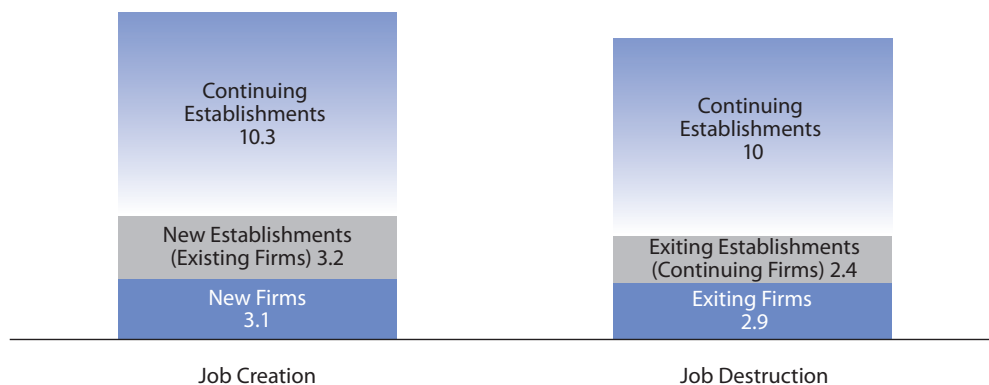 Continuing
Establishments
10.3
New Establishments
(Existing Firms) 3.2
New Firms
3.1
Job Creation
Continuing
Establishments
10
Exiting Establishments
(Continuing Firms) 2.4
Exiting Firms
2.9
Job Destruction